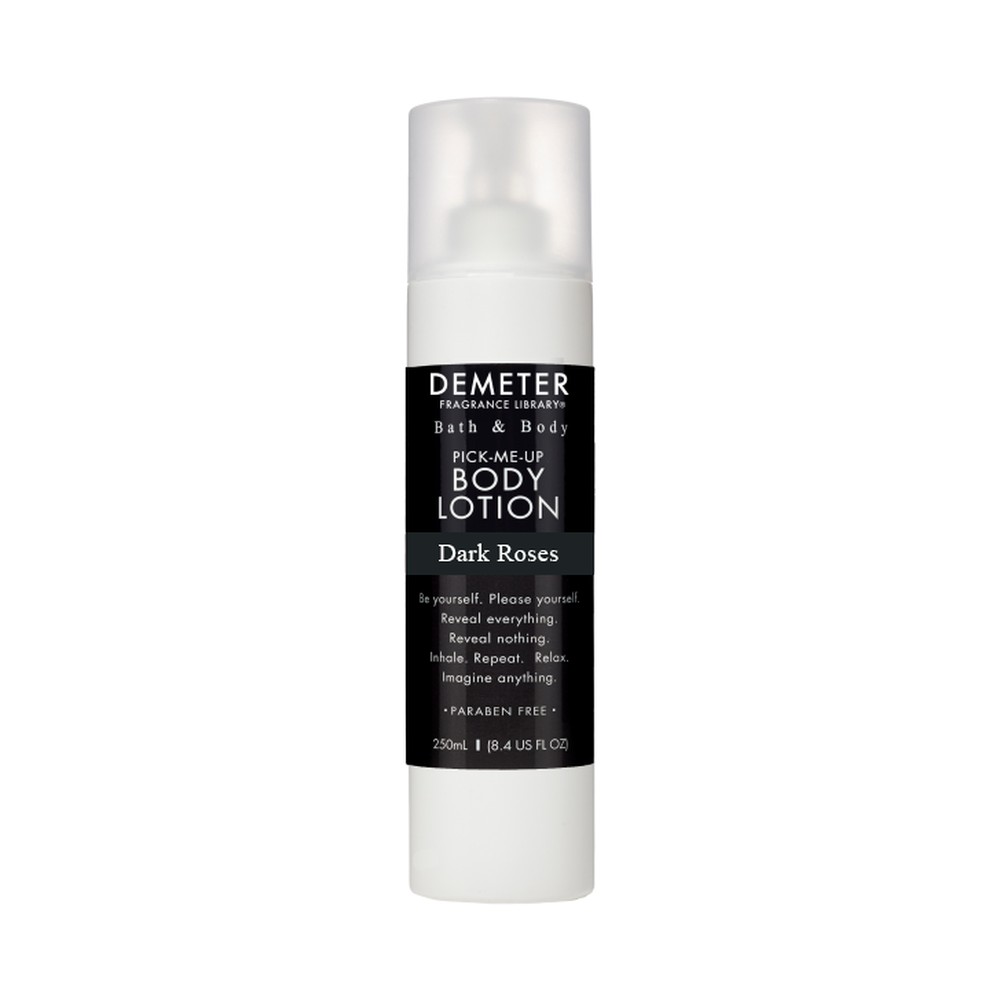 DEMETER
FRAGRANCE LIBRARY®
Bath & Body
PICK-ME-UP
BODY
LOTION
Dark Roses
Be yourself. Please yourself.
Reveal everything.
Reveal nothing.
Inhale. Repeat. Relax.
Imagine anything.
• PARABEN FREE •
250mL | (8.4 US FL OZ)